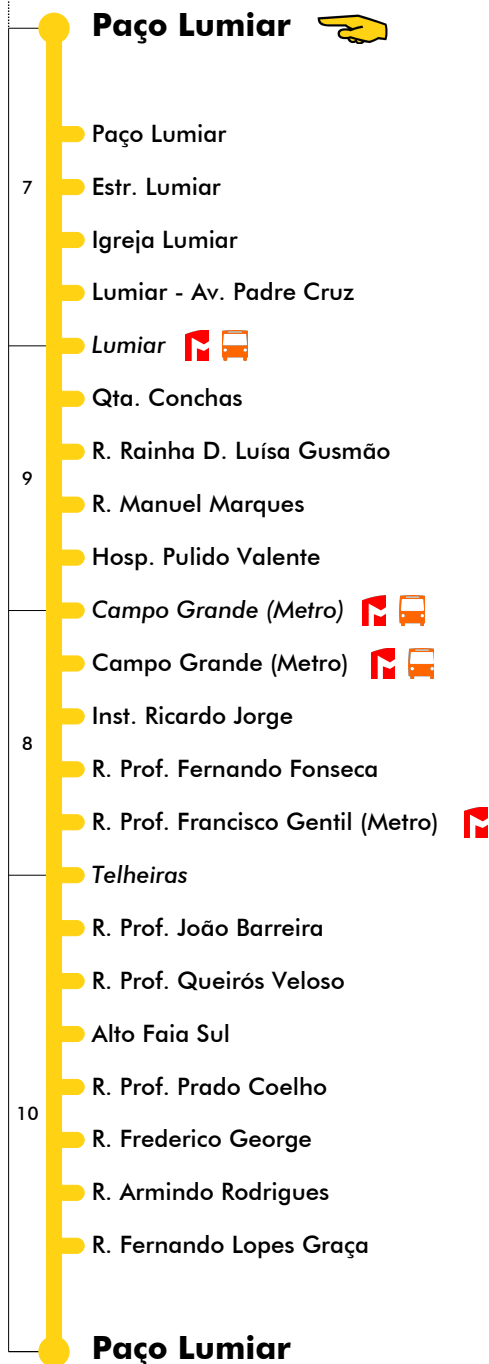 Paço Lumiar
Paço Lumiar
7
Estr. Lumiar
Igreja Lumiar
Lumiar - Av. Padre Cruz
Lumiar
Qta. Conchas
R. Rainha D. Luísa Gusmão
9
R. Manuel Marques
Hosp. Pulido Valente
Campo Grande (Metro)
Campo Grande (Metro)
Inst. Ricardo Jorge
8
R. Prof. Fernando Fonseca
R. Prof. Francisco Gentil (Metro)
Telheiras
R. Prof. João Barreira
R. Prof. Queirós Veloso
Alto Faia Sul
R. Prof. Prado Coelho
10
R. Frederico George
R. Armindo Rodrigues
R. Fernando Lopes Graça
Paço Lumiar